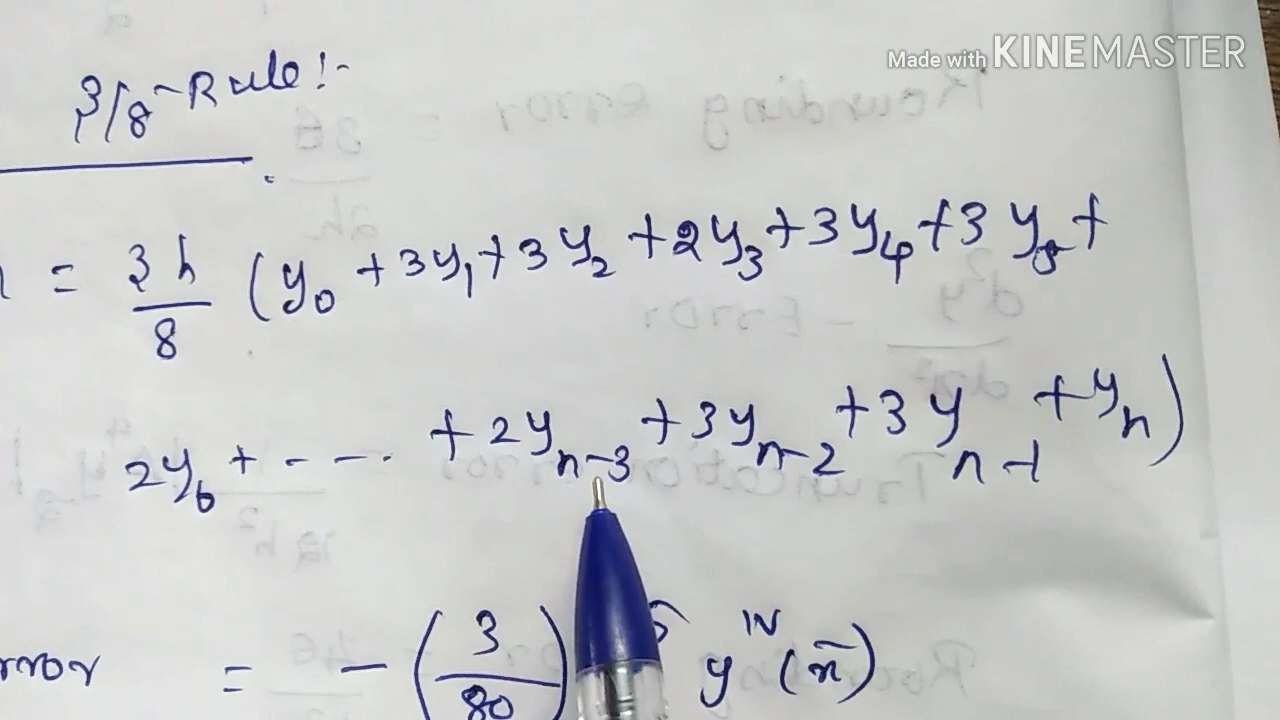 Made with KINEMASTER
3/8 - Rule :-
= 3h/8 (y₀ + 3y₁ + 3y₂ + 2y₃ + 3y₄ + 3y₅ +
2y₆ + - - - . . + 2yₙ₋₃ + 3yₙ₋₂ + 3yₙ₋₁ + yₙ)
= - (3/80) y^IV (x̄)